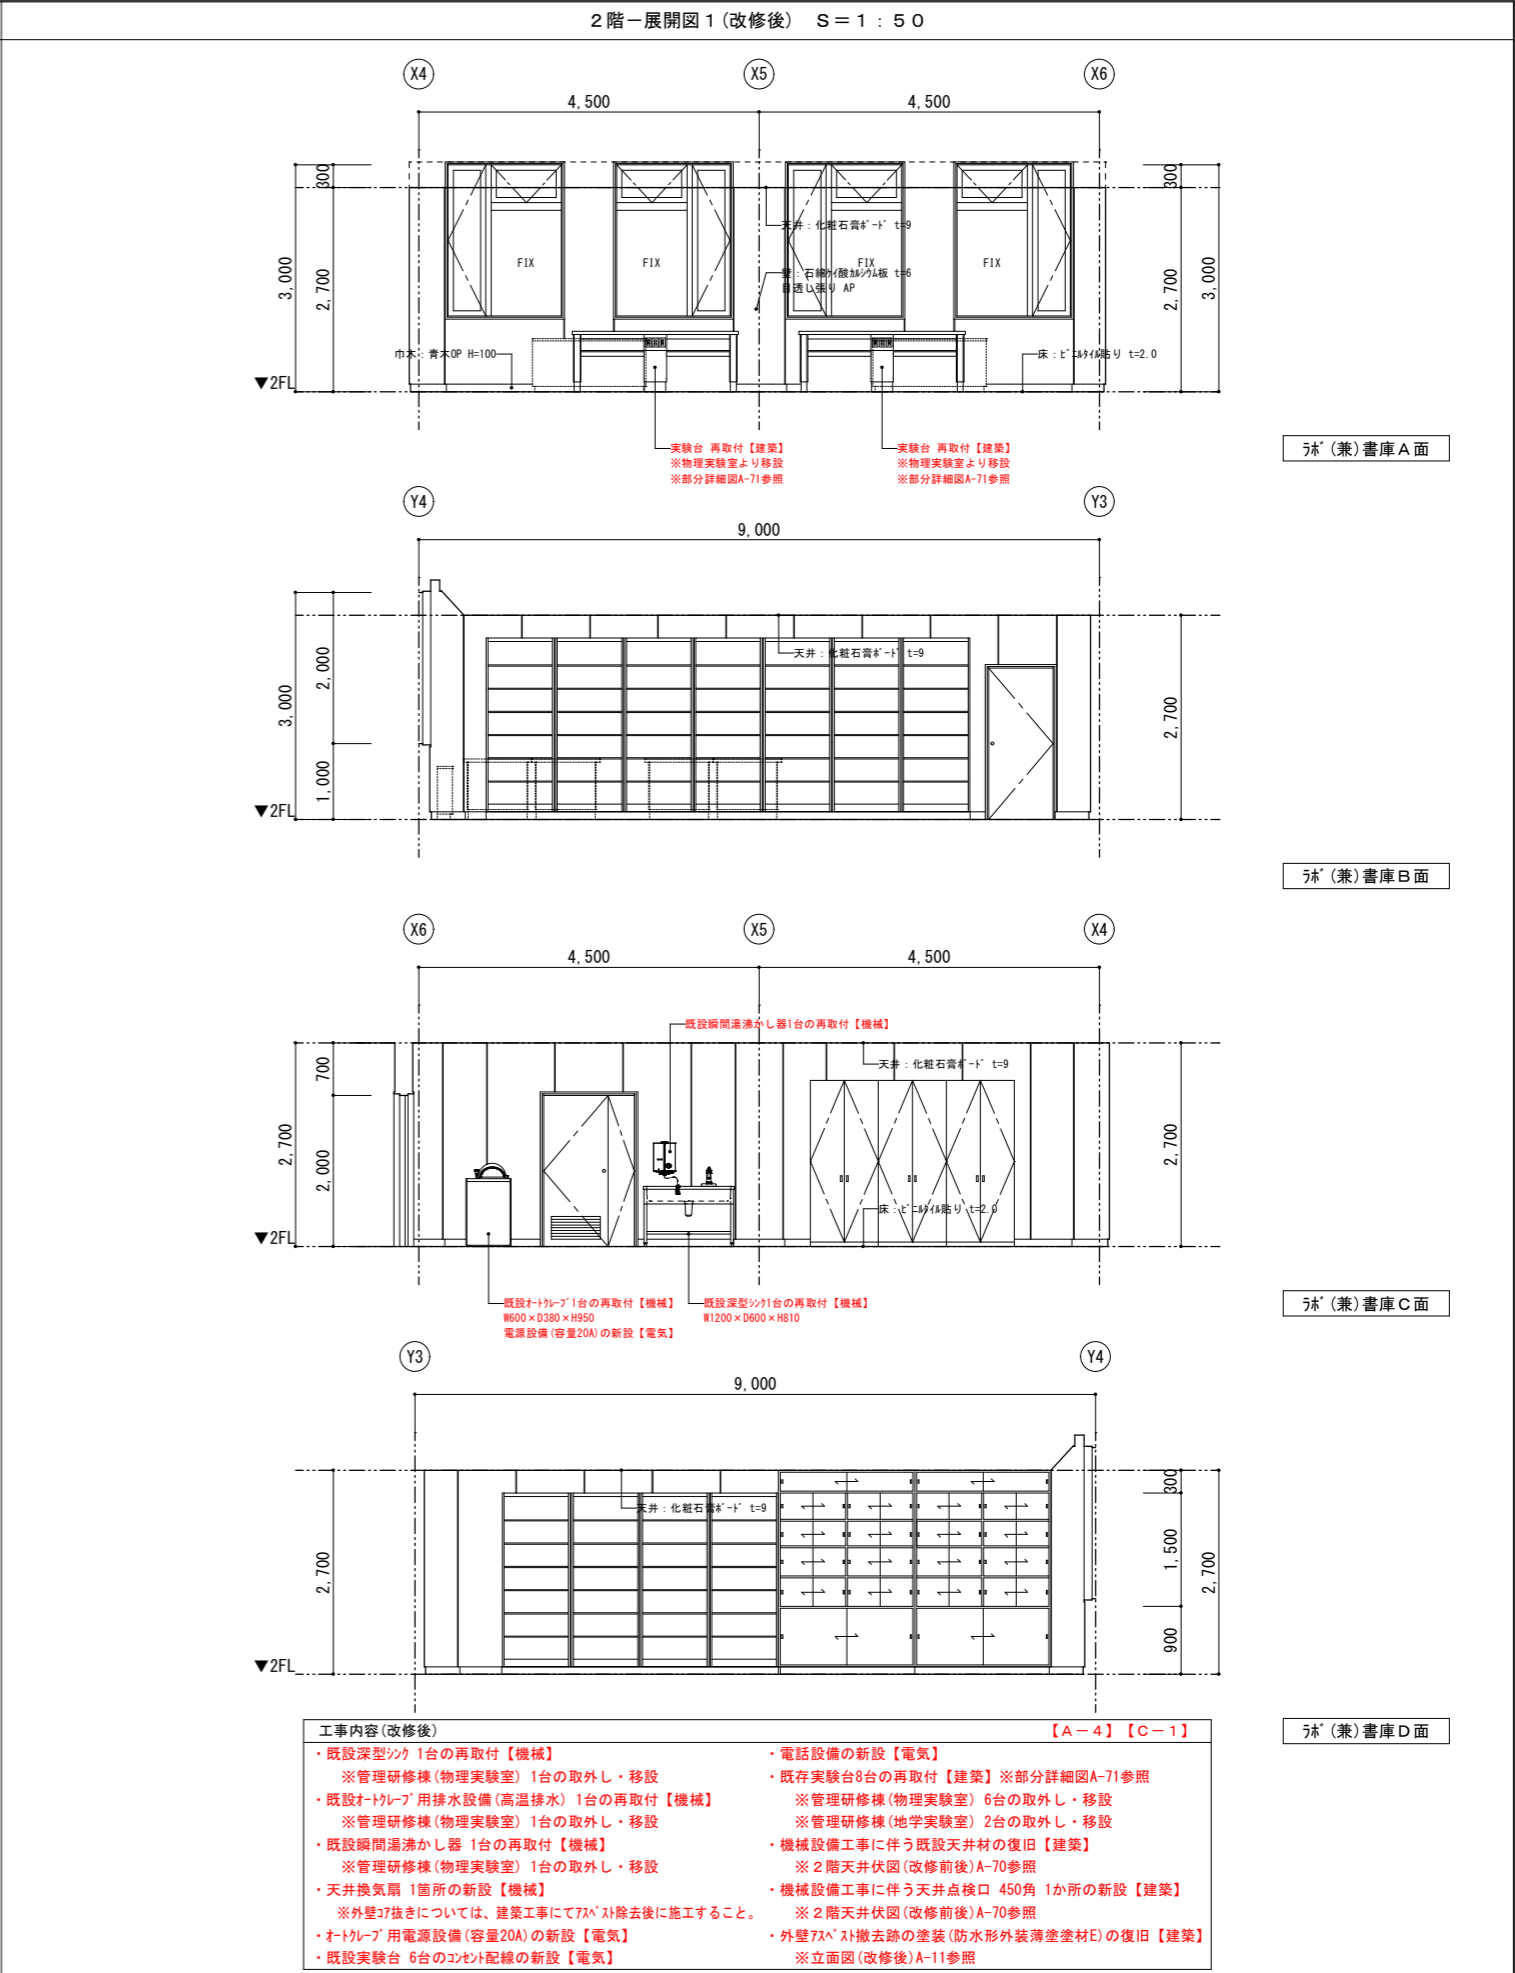 ２階－展開図１(改修後)　Ｓ＝１：５０
X4
X5
X6
4,500
4,500
300
2,700
3,000
300
2,700
3,000
FIX
FIX
FIX
FIX
天井：化粧石膏ﾎﾞｰﾄﾞ t=9
壁：石綿ｹｲ酸ｶﾙｼｳﾑ板 t=6
目透し張り AP
巾木：青木OP H=100
床：ﾋﾞﾆﾙﾀｲﾙ貼り t=2.0
▼2FL
実験台 再取付【建築】
※物理実験室より移設
※部分詳細図A-71参照
実験台 再取付【建築】
※物理実験室より移設
※部分詳細図A-71参照
ﾗﾎﾞ(兼)書庫Ａ面
Y4
Y3
9,000
2,000
3,000
1,000
2,700
天井：化粧石膏ﾎﾞｰﾄﾞ t=9
▼2FL
ﾗﾎﾞ(兼)書庫Ｂ面
X6
X5
X4
4,500
4,500
既設瞬間湯沸かし器1台の再取付【機械】
天井：化粧石膏ﾎﾞｰﾄﾞ t=9
700
2,700
2,000
2,700
床：ﾋﾞﾆﾙﾀｲﾙ貼り t=2.0
▼2FL
既設ｵｰﾄｸﾚｰﾌﾞ1台の再取付【機械】
W600×D380×H950
電源設備(容量20A)の新設【電気】
既設深型ｼﾝｸ1台の再取付【機械】
W1200×D600×H810
ﾗﾎﾞ(兼)書庫Ｃ面
Y3
Y4
9,000
天井：化粧石膏ﾎﾞｰﾄﾞ t=9
2,700
300
1,500
2,700
900
▼2FL
ﾗﾎﾞ(兼)書庫Ｄ面
工事内容(改修後)
【Ａ－４】【Ｃ－１】
・既設深型ｼﾝｸ 1台の再取付【機械】
※管理研修棟(物理実験室) 1台の取外し・移設
・既設ｵｰﾄｸﾚｰﾌﾞ用排水設備(高温排水) 1台の再取付【機械】
※管理研修棟(物理実験室) 1台の取外し・移設
・既設瞬間湯沸かし器 1台の再取付【機械】
※管理研修棟(物理実験室) 1台の取外し・移設
・天井換気扇 1箇所の新設【機械】
※外壁ｺｱ抜きについては、建築工事にてｱｽﾍﾞｽﾄ除去後に施工すること。
・ｵｰﾄｸﾚｰﾌﾞ用電源設備(容量20A)の新設【電気】
・既設実験台 6台のｺﾝｾﾝﾄ配線の新設【電気】
・電話設備の新設【電気】
・既存実験台8台の再取付【建築】※部分詳細図A-71参照
※管理研修棟(物理実験室) 6台の取外し・移設
※管理研修棟(地学実験室) 2台の取外し・移設
・機械設備工事に伴う既設天井材の復旧【建築】
※２階天井伏図(改修前後)A-70参照
・機械設備工事に伴う天井点検口 450角 1か所の新設【建築】
※２階天井伏図(改修前後)A-70参照
・外壁ｱｽﾍﾞｽﾄ撤去跡の塗装(防水形外装薄塗塗材E)の復旧【建築】
※立面図(改修後)A-11参照